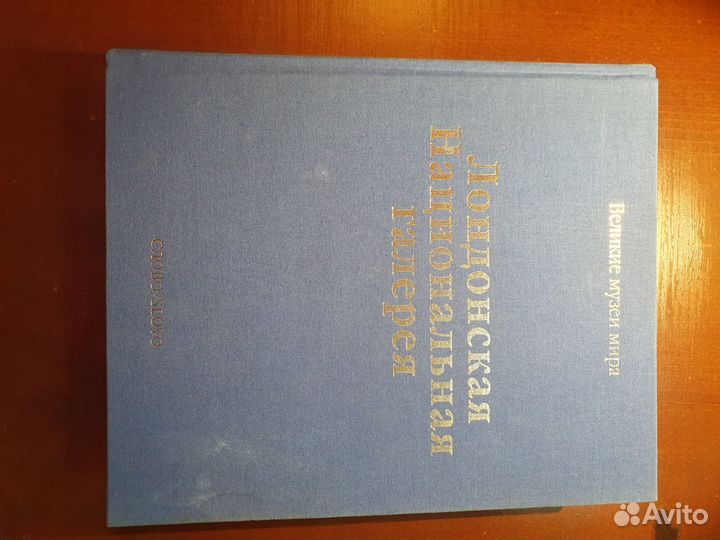 Великие музеи мира
Лондонская
Национальная
галерея
СЛОВО/SLOVO
Avito